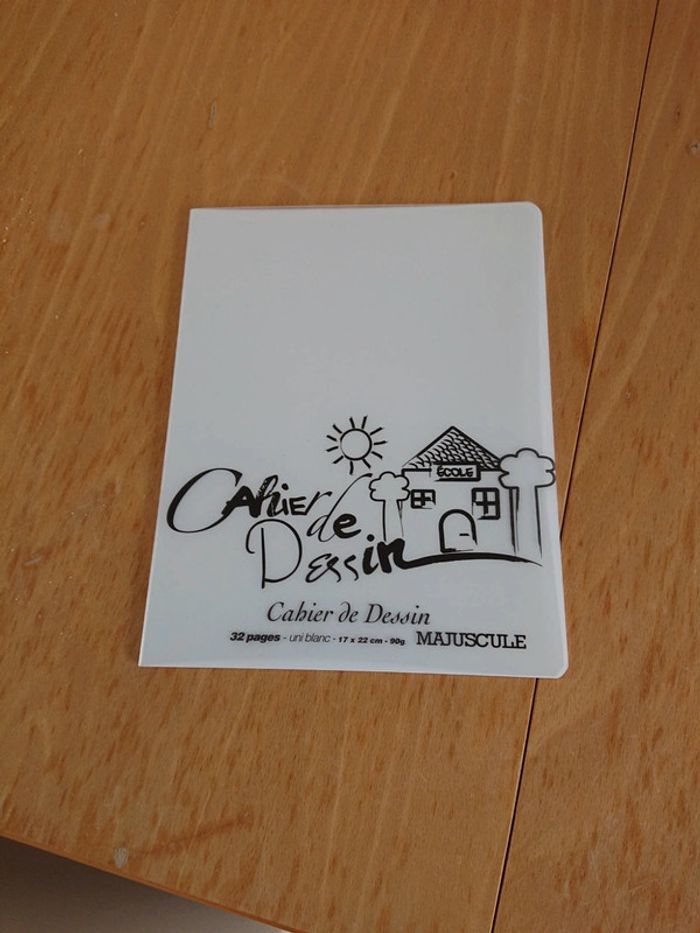 ÉCOLE
CAhiEr
de
DEssin
Cahier de Dessin
32 pages - uni blanc - 17 x 22 cm - 90g MAJUSCULE